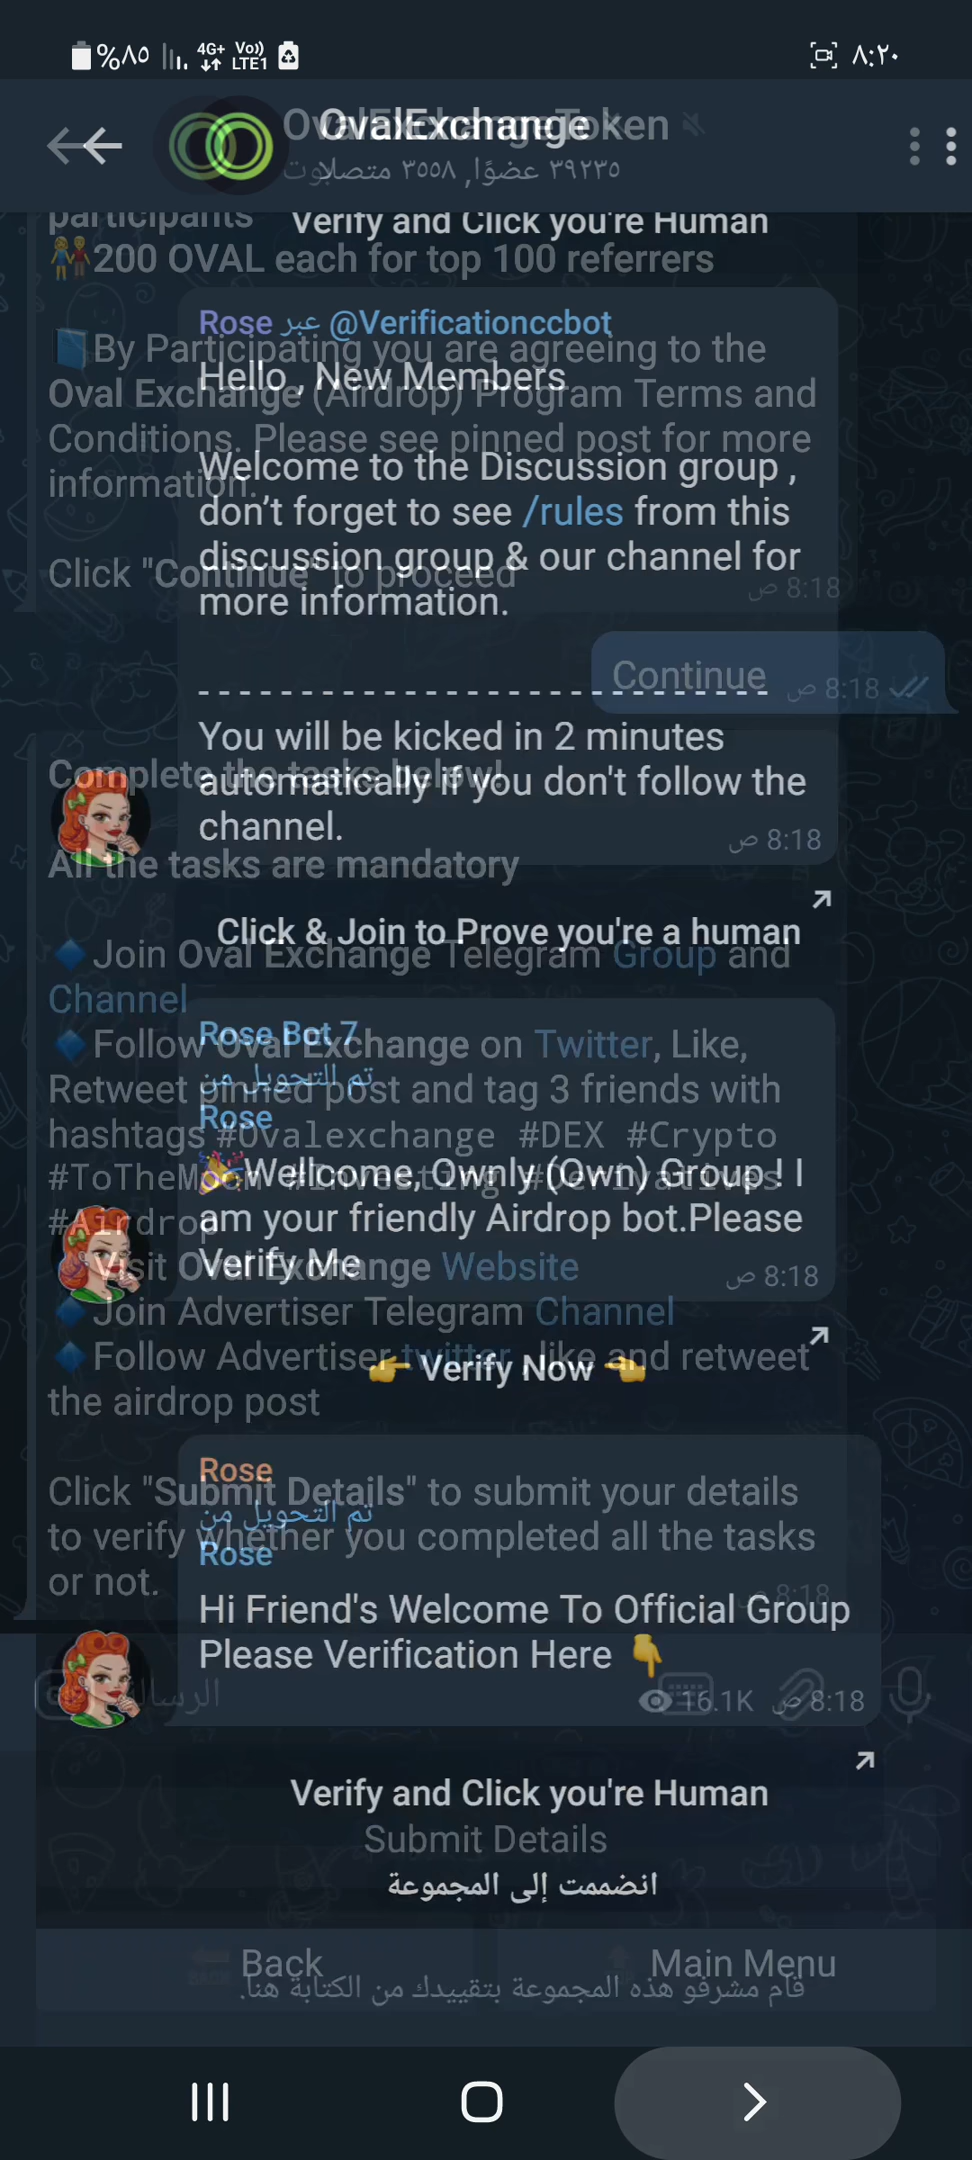 %٨٥ 4G+ Vo)) LTE1 ٨:٢٠
OvalExchange Token
OvalExchange
٣٩٢٣٥ عضوًا, ٣٥٥٨ متصلا
بوت
participants
Verify and Click you're Human
👫200 OVAL each for top 100 referrers
Rose عبر @Verificationccbot
Hello , New Members
Welcome to the Discussion group ,
don’t forget to see /rules from this
discussion group & our channel for
more information.
- - - - - - - - - - - - - - - - - - - - - - - - - - - -
You will be kicked in 2 minutes
automatically if you don't follow the
channel.
8:18 ص
Click & Join to Prove you're a human
Rose Bot 7
تم التحويل من
Rose
🎉Wellcome, Ownly (Own) Group ! I
am your friendly Airdrop bot.Please
Verify Me
8:18 ص
👉 Verify Now 👈
Rose
تم التحويل من
Rose
Hi Friend's Welcome To Official Group
Please Verification Here 👇
16.1K 8:18 ص
Verify and Click you're Human
انضممت إلى المجموعة
قام مشرفو هذه المجموعة بتقييدك من الكتابة هنا.
📘By Participating you are agreeing to the
Oval Exchange (Airdrop) Program Terms and
Conditions. Please see pinned post for more
information.
Click "Continue" to proceed
8:18 ص
Continue
8:18 ص
Complete the tasks below!
All the tasks are mandatory
🔷Join Oval Exchange Telegram Group and
Channel
🔷Follow Oval Exchange on Twitter, Like,
Retweet pinned post and tag 3 friends with
hashtags #Ovalexchange #DEX #Crypto
#ToTheMoon #Investing #Derivatives
#Airdrop
Visit Oval Exchange Website
🔷Join Advertiser Telegram Channel
🔷Follow Advertiser twitter, like and retweet
the airdrop post
Click "Submit Details" to submit your details
to verify whether you completed all the tasks
or not.
8:18 ص
الرسالة
Submit Details
Back
Main Menu